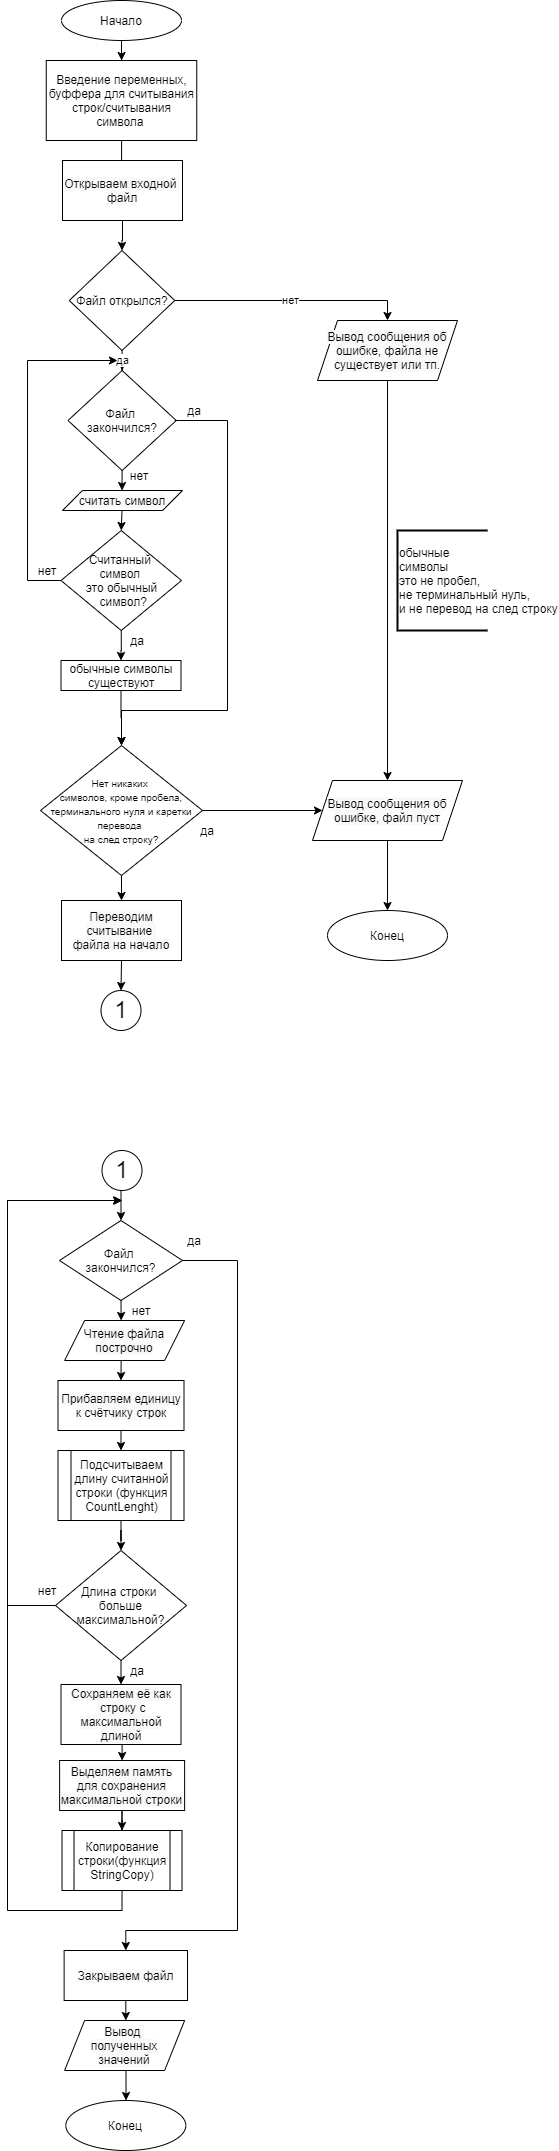 Начало
Введение переменных,
буффера для считывания
строк/считывания
символа
Открываем входной
файл
Файл открылся?
нет
Вывод сообщения об
ошибке, файла не
существует или тп.
да
Файл
закончился?
да
нет
считать символ
Считанный
символ
это обычный
символ?
нет
да
обычные
символы
это не пробел,
не терминальный нуль,
и не перевод на след строку
обычные символы
существуют
Нет никаких
символов, кроме пробела,
терминального нуля и каретки
перевода
на след строку?
да
Вывод сообщения об
ошибке, файл пуст
Переводим
считывание
файла на начало
Конец
1
1
Файл
закончился?
да
нет
Чтение файла
построчно
Прибавляем единицу
к счётчику строк
Подсчитываем
длину считанной
строки (функция
CountLenght)
Длина строки
больше
максимальной?
нет
да
Сохраняем её как
строку с
максимальной
длиной
Выделяем память
для сохранения
максимальной строки
Копирование
строки(функция
StringCopy)
Закрываем файл
Вывод
полученных
значений
Конец